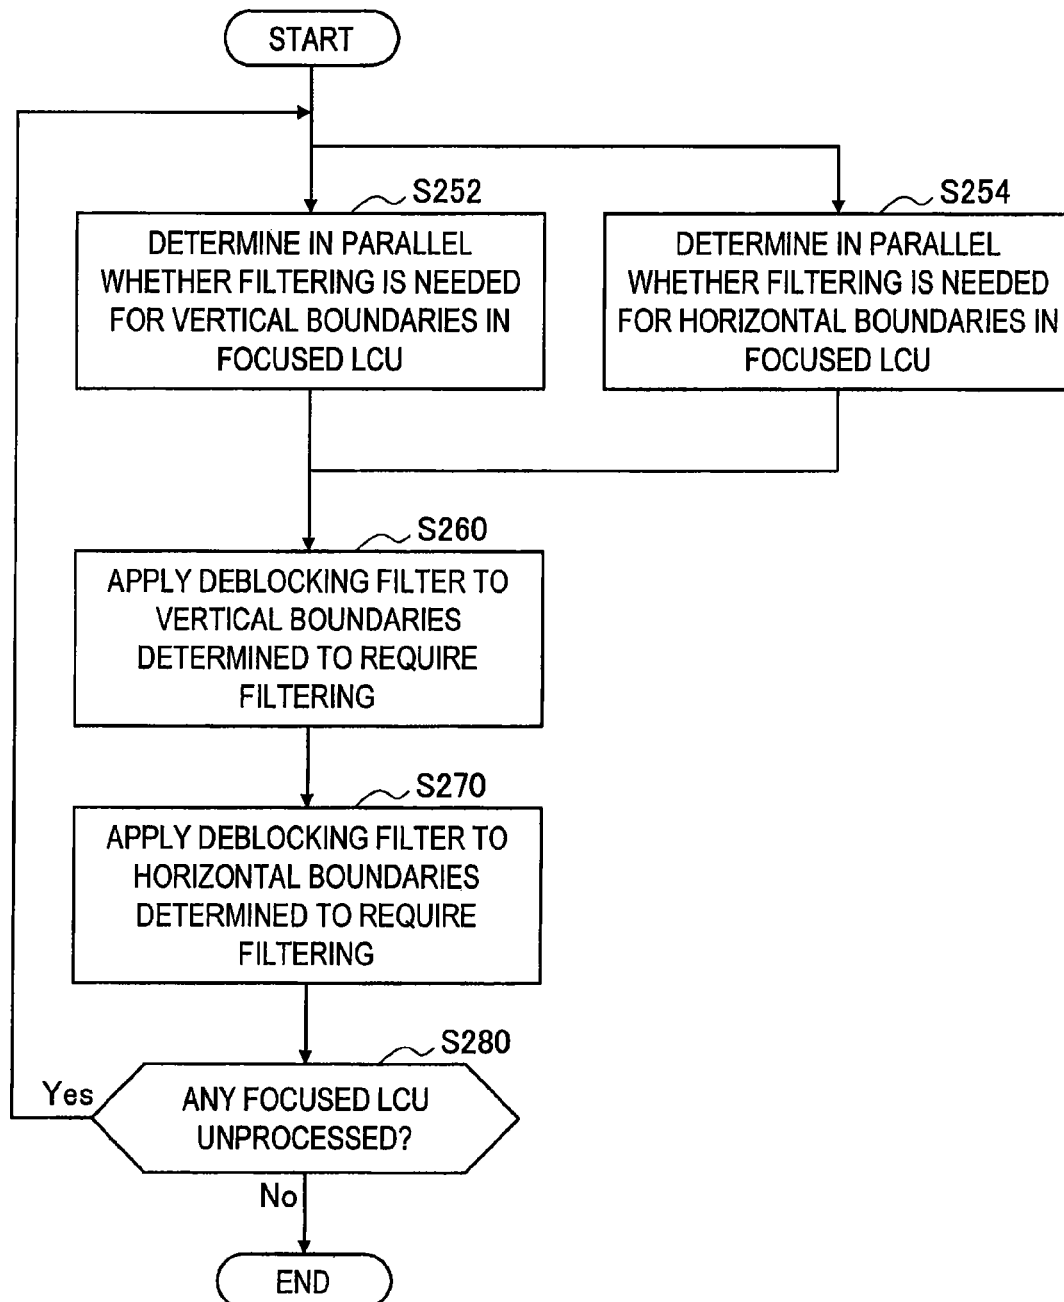 START
S252
DETERMINE IN PARALLEL
WHETHER FILTERING IS NEEDED
FOR VERTICAL BOUNDARIES IN
FOCUSED LCU
S254
DETERMINE IN PARALLEL
WHETHER FILTERING IS NEEDED
FOR HORIZONTAL BOUNDARIES IN
FOCUSED LCU
S260
APPLY DEBLOCKING FILTER TO
VERTICAL BOUNDARIES
DETERMINED TO REQUIRE
FILTERING
S270
APPLY DEBLOCKING FILTER TO
HORIZONTAL BOUNDARIES
DETERMINED TO REQUIRE
FILTERING
S280
Yes
ANY FOCUSED LCU
UNPROCESSED?
No
END